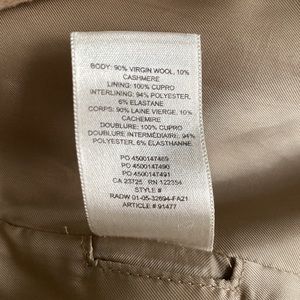 BODY: 90% VIRGIN WOOL, 10%
CASHMERE
LINING: 100% CUPRO
INTERLINING: 94% POLYESTER,
6% ELASTANE
CORPS: 90% LAINE VIERGE, 10%
CACHEMIRE
DOUBLURE: 100% CUPRO
DOUBLURE INTERMÉDIAIRE: 94%
POLYESTER, 6% ELASTHANNE
PO 4500147489
PO 4500147490
PO 4500147491
CA 23725 RN 122354
STYLE #
RADW 01-05-32694-FA21
ARTICLE # 91477